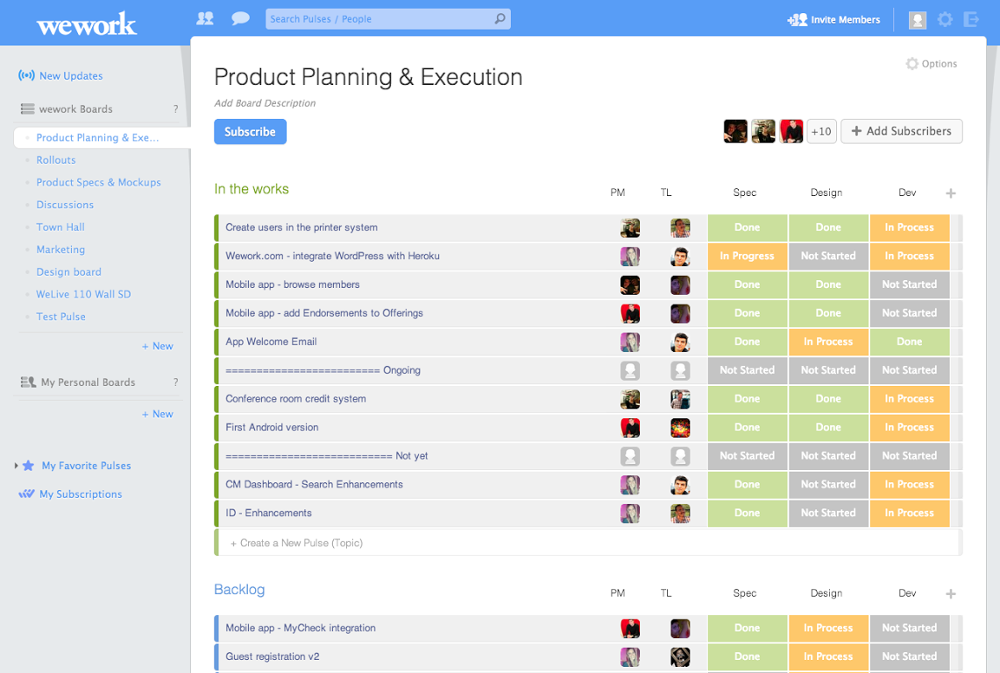 wework
Search Pulses / People
Invite Members
New Updates
wework Boards ?
Product Planning & Exe...
Rollouts
Product Specs & Mockups
Discussions
Town Hall
Marketing
Design board
WeLive 110 Wall SD
Test Pulse
+ New
My Personal Boards ?
+ New
My Favorite Pulses
My Subscriptions
Options
Product Planning & Execution
Add Board Description
Subscribe
+10 + Add Subscribers
In the works PM TL Spec Design Dev +
Create users in the printer system Done Done In Process
Wework.com - integrate WordPress with Heroku In Progress Not Started In Process
Mobile app - browse members Done Done Not Started
Mobile app - add Endorsements to Offerings Done Done Not Started
App Welcome Email Done In Process Done
========================= Ongoing Not Started Not Started Not Started
Conference room credit system Done Done In Process
First Android version Done Done In Process
=========================== Not yet Not Started Not Started Not Started
CM Dashboard - Search Enhancements Done Not Started In Process
ID - Enhancements Done Not Started In Process
+ Create a New Pulse (Topic)
Backlog PM TL Spec Design Dev +
Mobile app - MyCheck integration Done In Process Not Started
Guest registration v2 Done In Process Not Started